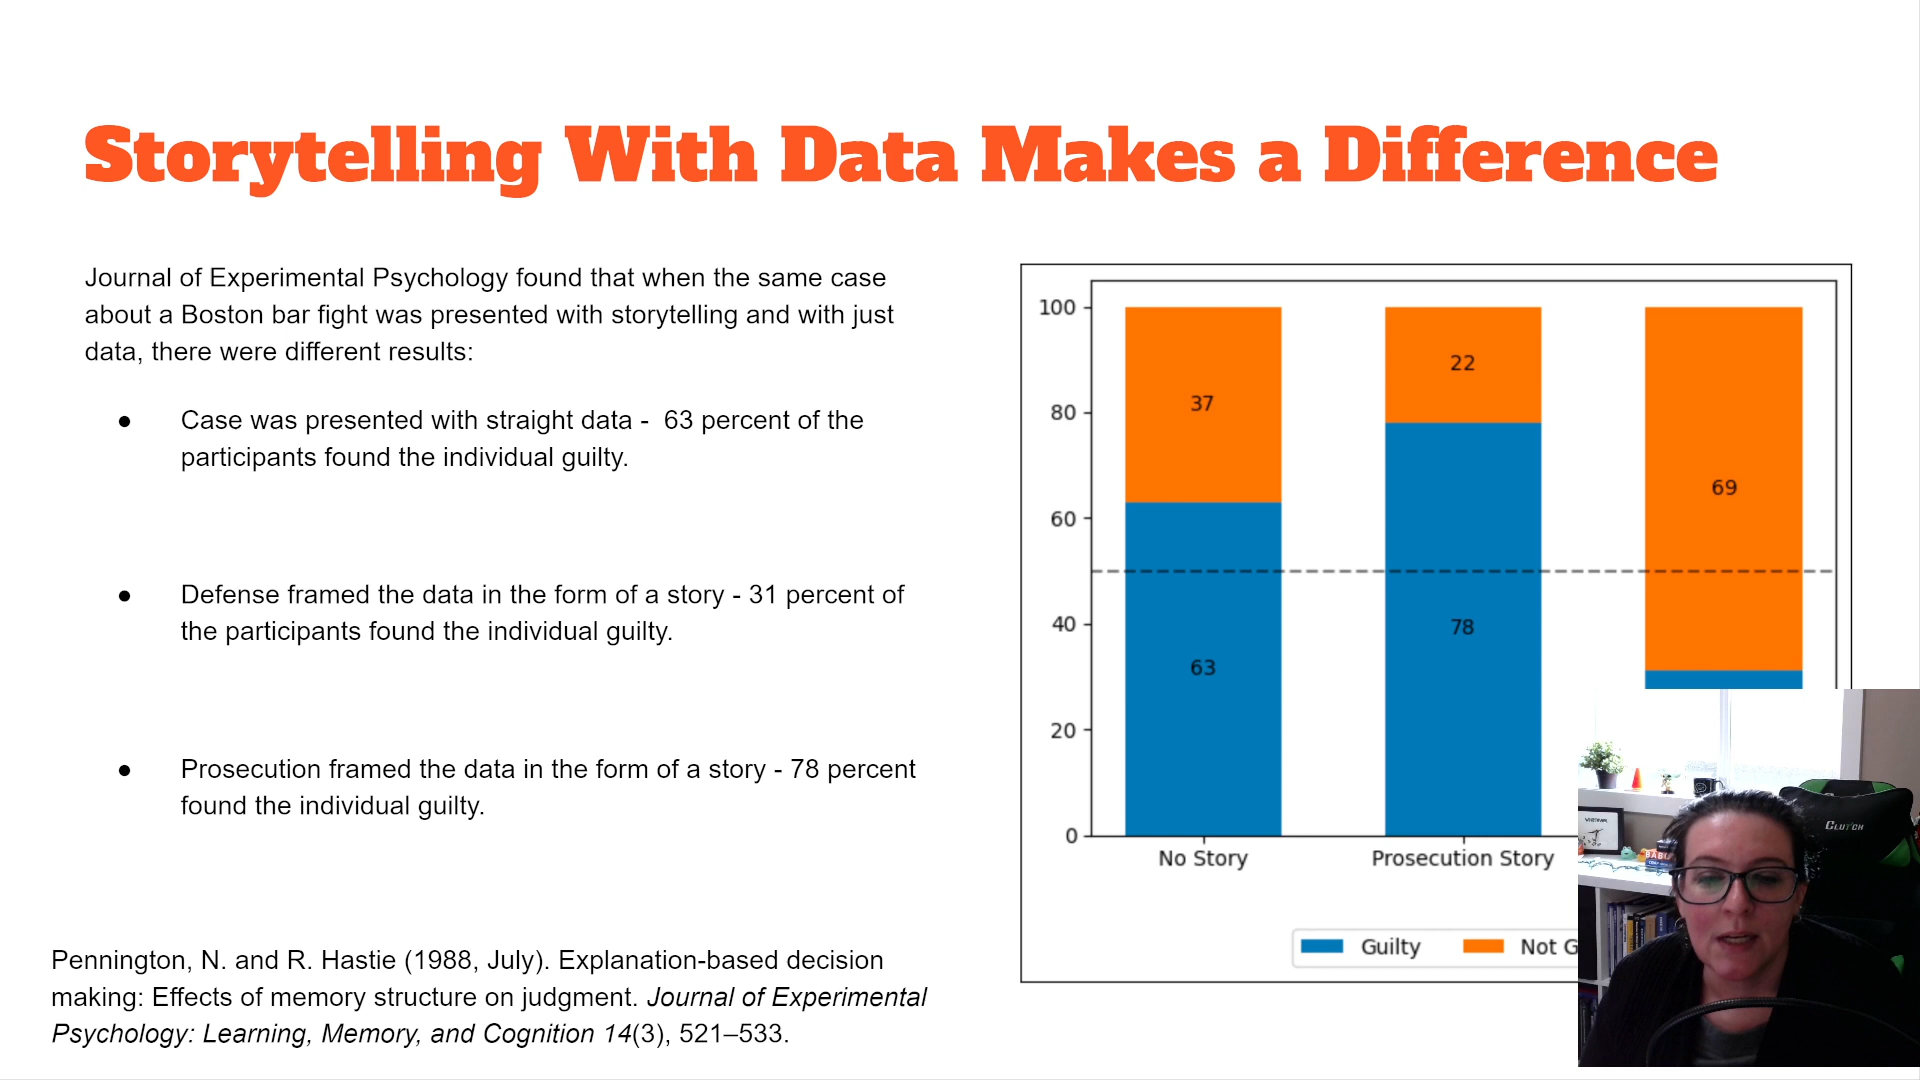 Storytelling With Data Makes a Difference
Journal of Experimental Psychology found that when the same case
about a Boston bar fight was presented with storytelling and with just
data, there were different results:
● Case was presented with straight data -  63 percent of the
participants found the individual guilty.
● Defense framed the data in the form of a story - 31 percent of
the participants found the individual guilty.
● Prosecution framed the data in the form of a story - 78 percent
found the individual guilty.
Pennington, N. and R. Hastie (1988, July). Explanation-based decision
making: Effects of memory structure on judgment. Journal of Experimental
Psychology: Learning, Memory, and Cognition 14(3), 521–533.
100
80
60
40
20
0
37
22
69
63
78
No Story
Prosecution Story
Guilty
Not G
CLUTCH
BABU